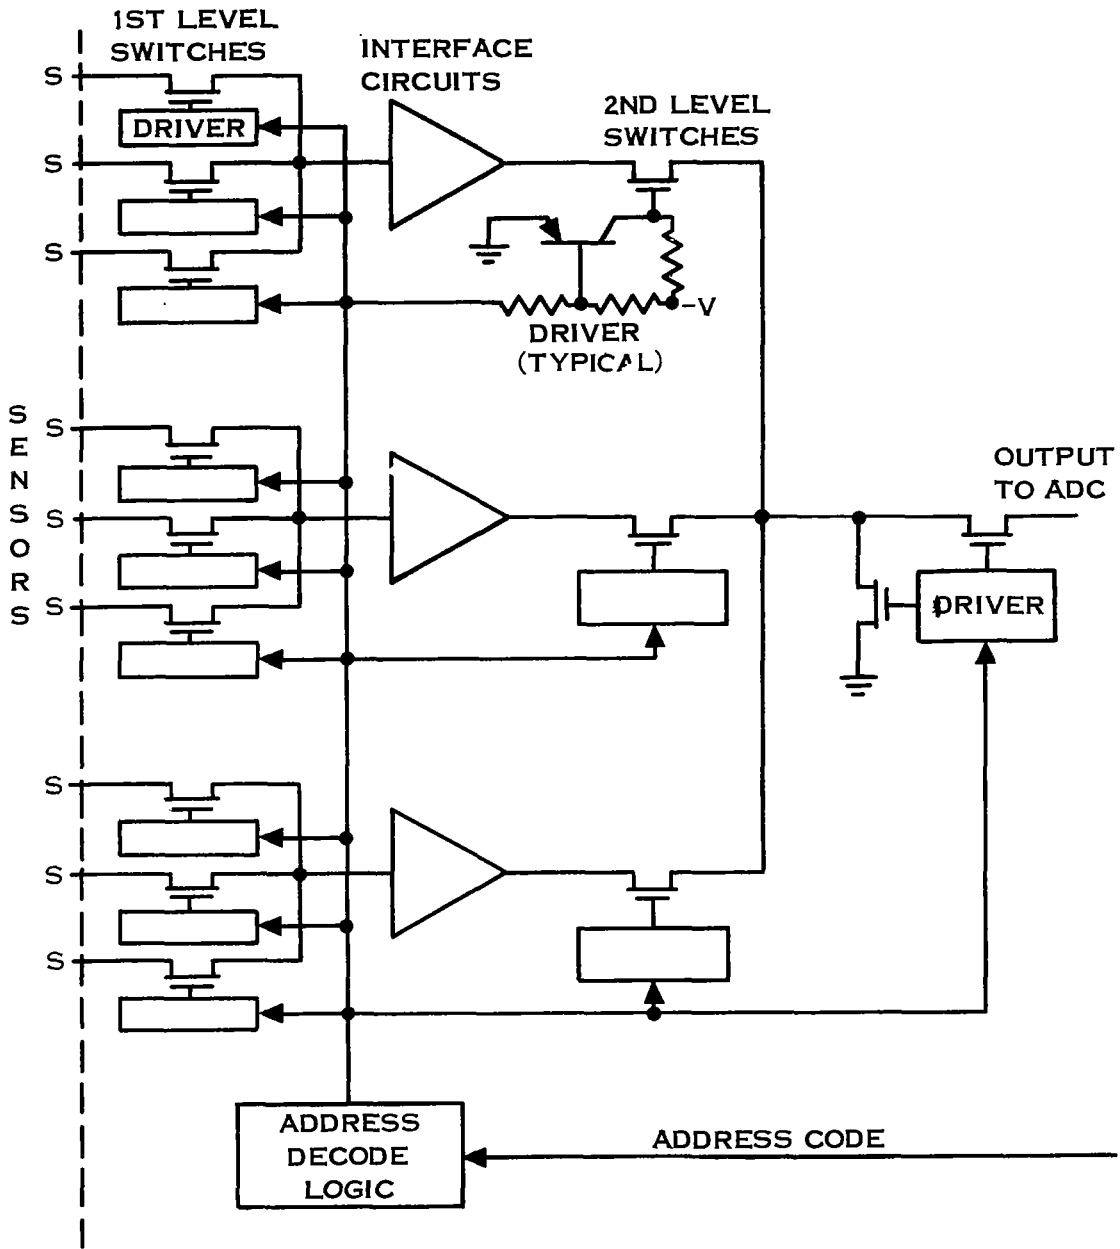 1ST LEVEL
SWITCHES
INTERFACE
CIRCUITS
2ND LEVEL
SWITCHES
S
DRIVER
S
S
-V
DRIVER
(TYPICAL)
SENSORS
S
S
S
OUTPUT
TO ADC
DRIVER
S
S
S
ADDRESS
DECODE
LOGIC
ADDRESS CODE